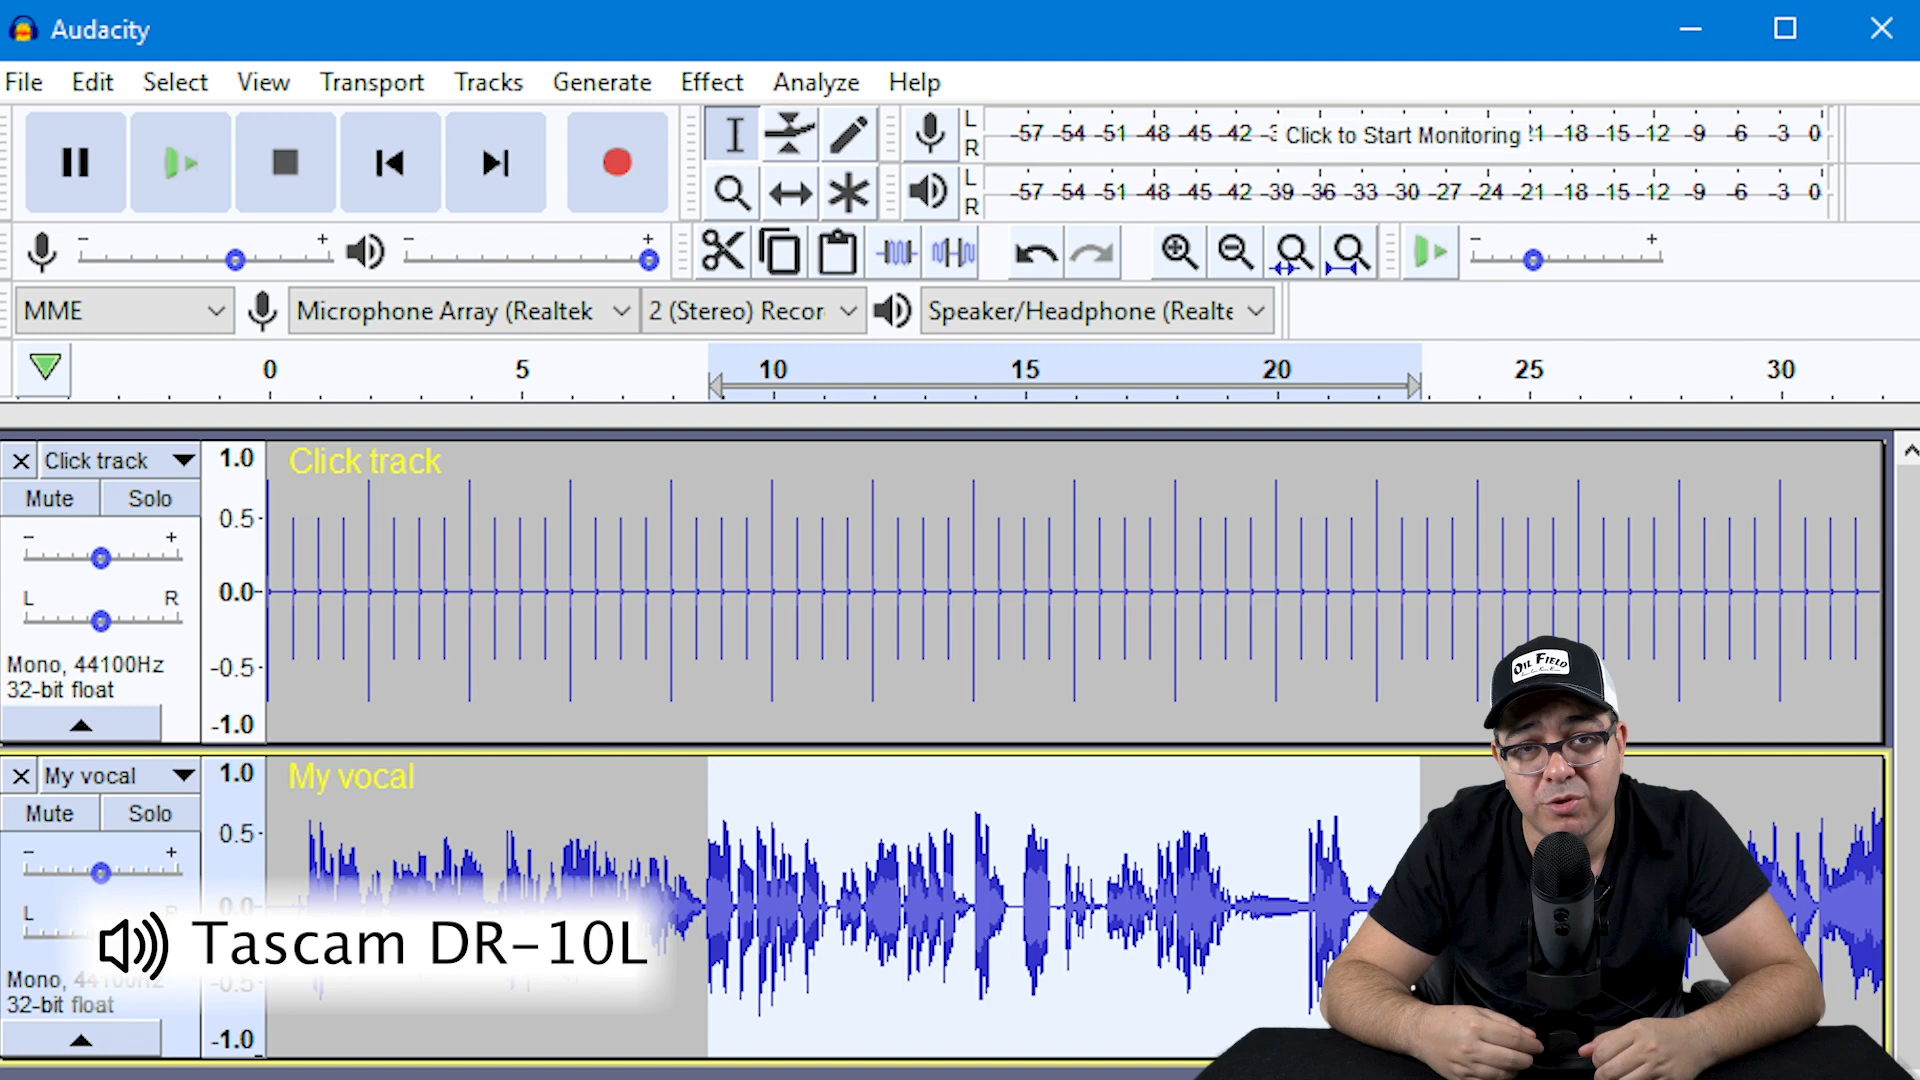 Audacity
File Edit Select View Transport Tracks Generate Effect Analyze Help
L
R
-57 -54 -51 -48 -45 -42 Click to Start Monitoring -18 -15 -12 -9 -6 -3 0
L
R
-57 -54 -51 -48 -45 -42 -39 -36 -33 -30 -27 -24 -21 -18 -15 -12 -9 -6 -3 0
- + - + - +
MME Microphone Array (Realtek 2 (Stereo) Recor Speaker/Headphone (Realte
0 5 10 15 20 25 30
Click track
Mute Solo
- +
L R
Mono, 44100Hz
32-bit float
1.0
0.5
0.0
-0.5
-1.0
Click track
My vocal
Mute Solo
- +
L
Mono, 44100Hz
32-bit float
1.0
0.5
0.0
-0.5
-1.0
My vocal
Tascam DR-10L
OIL FIELD